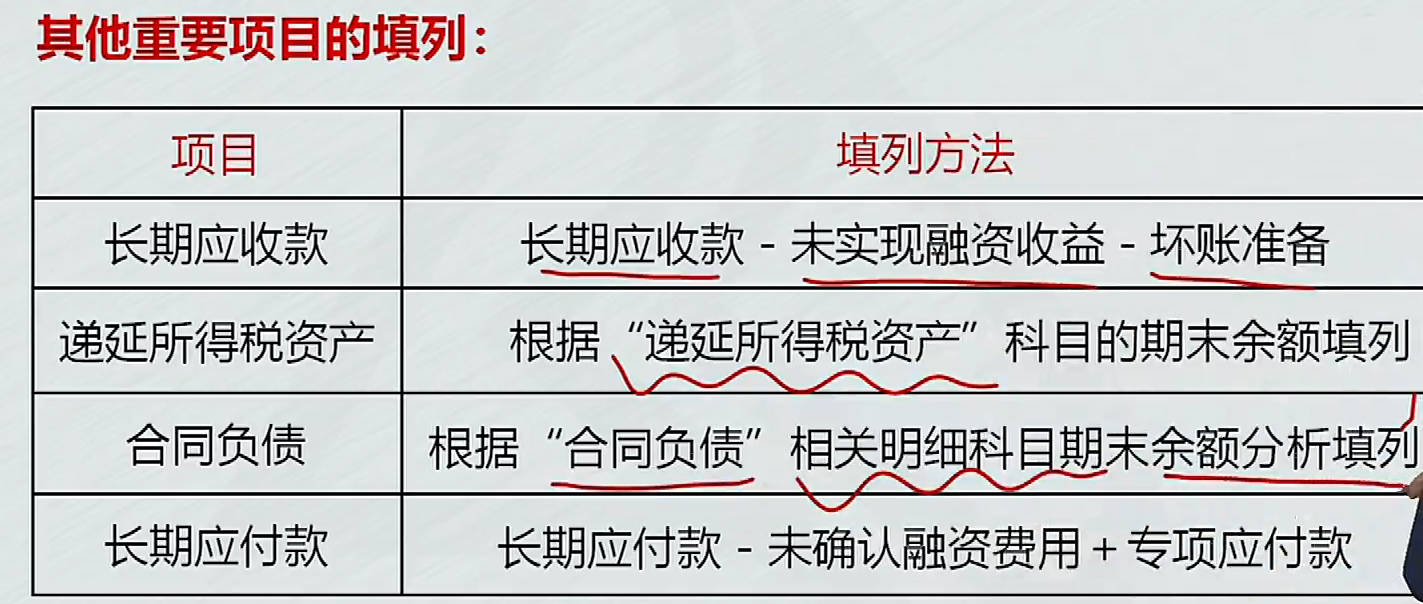 其他重要项目的填列：
项目 填列方法
长期应收款 长期应收款 - 未实现融资收益 - 坏账准备
递延所得税资产 根据“递延所得税资产”科目的期末余额填列
合同负债 根据“合同负债”相关明细科目期末余额分析填列
长期应付款 长期应付款 - 未确认融资费用 + 专项应付款